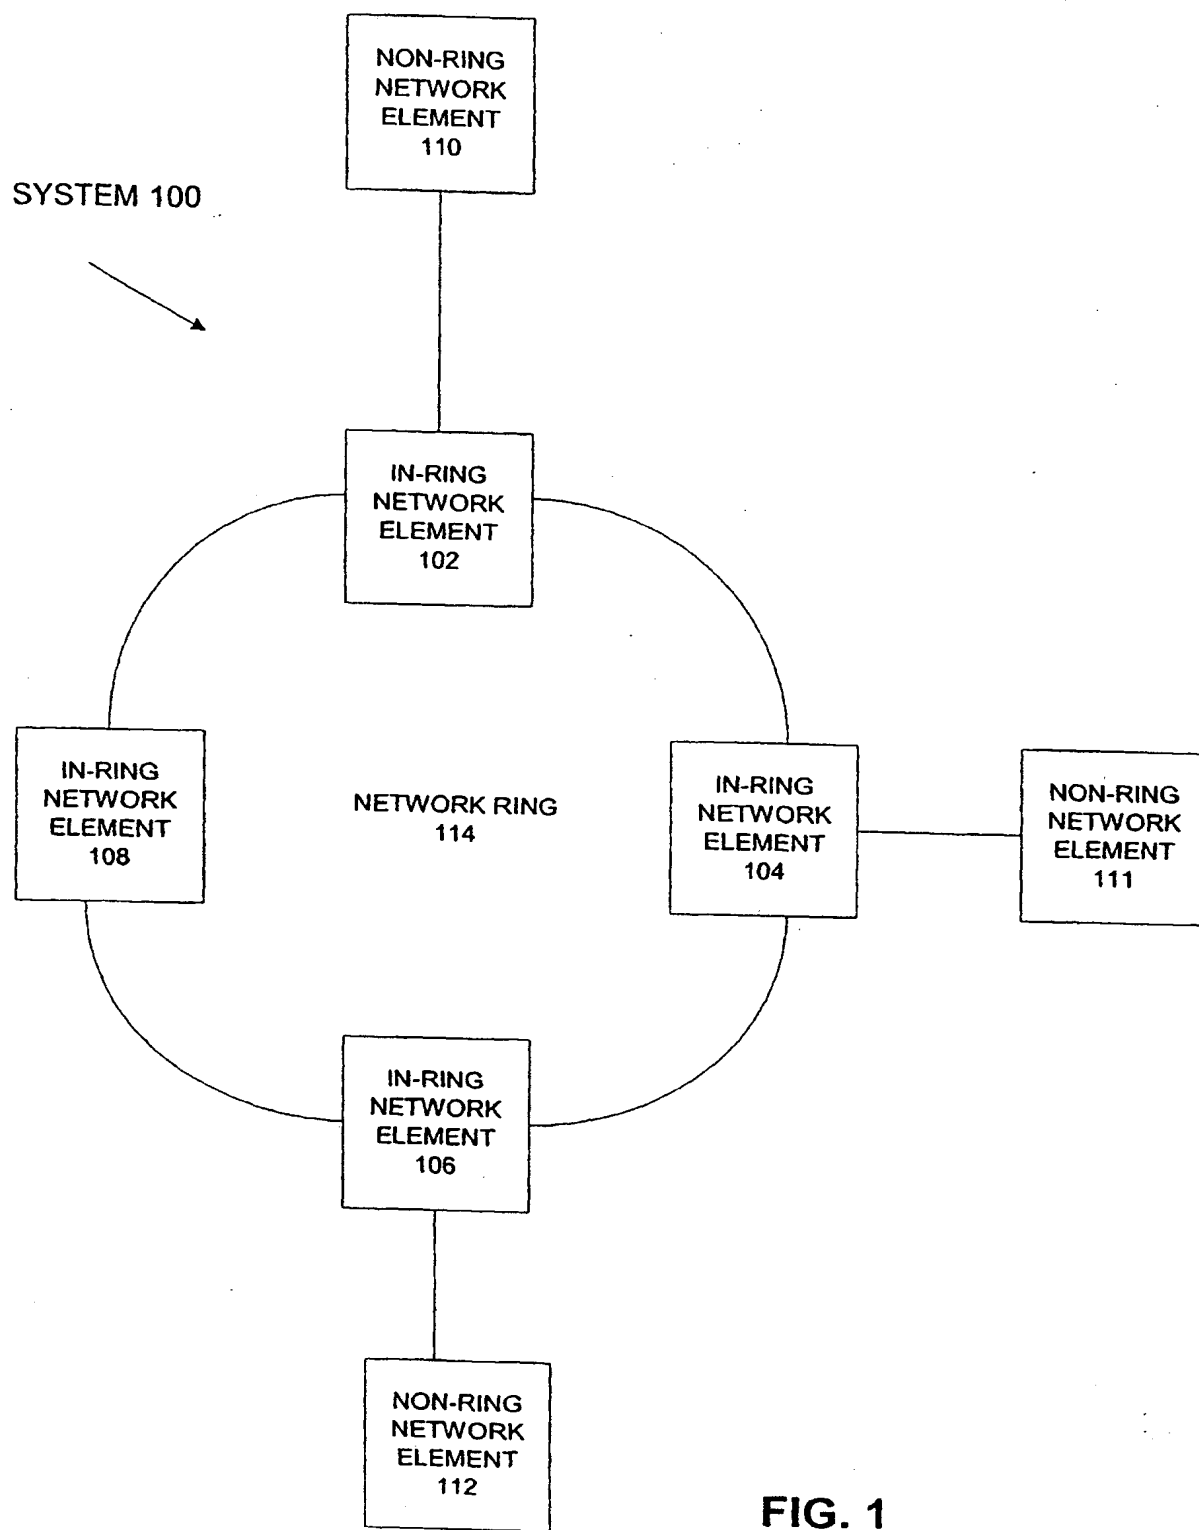 NON-RING
NETWORK
ELEMENT
110
SYSTEM 100
IN-RING
NETWORK
ELEMENT
102
IN-RING
NETWORK
ELEMENT
108
NETWORK RING
114
IN-RING
NETWORK
ELEMENT
104
NON-RING
NETWORK
ELEMENT
111
IN-RING
NETWORK
ELEMENT
106
NON-RING
NETWORK
ELEMENT
112
FIG. 1